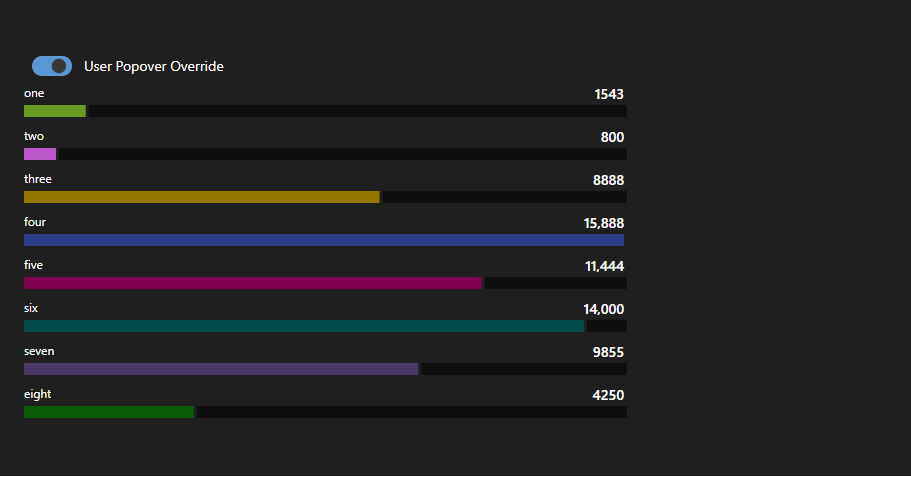 User Popover Override
one 1543
two 800
three 8888
four 15,888
five 11,444
six 14,000
seven 9855
eight 4250